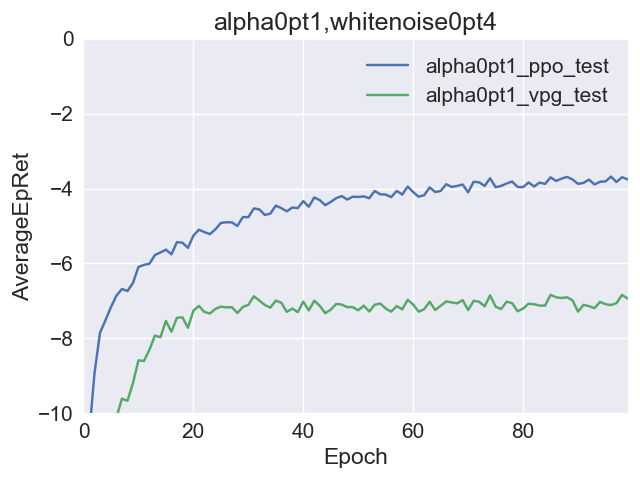 alpha0pt1,whitenoise0pt4
0
alpha0pt1_ppo_test
alpha0pt1_vpg_test
−2
−4
−6
−8
−10
AverageEpRet
0 20 40 60 80
Epoch